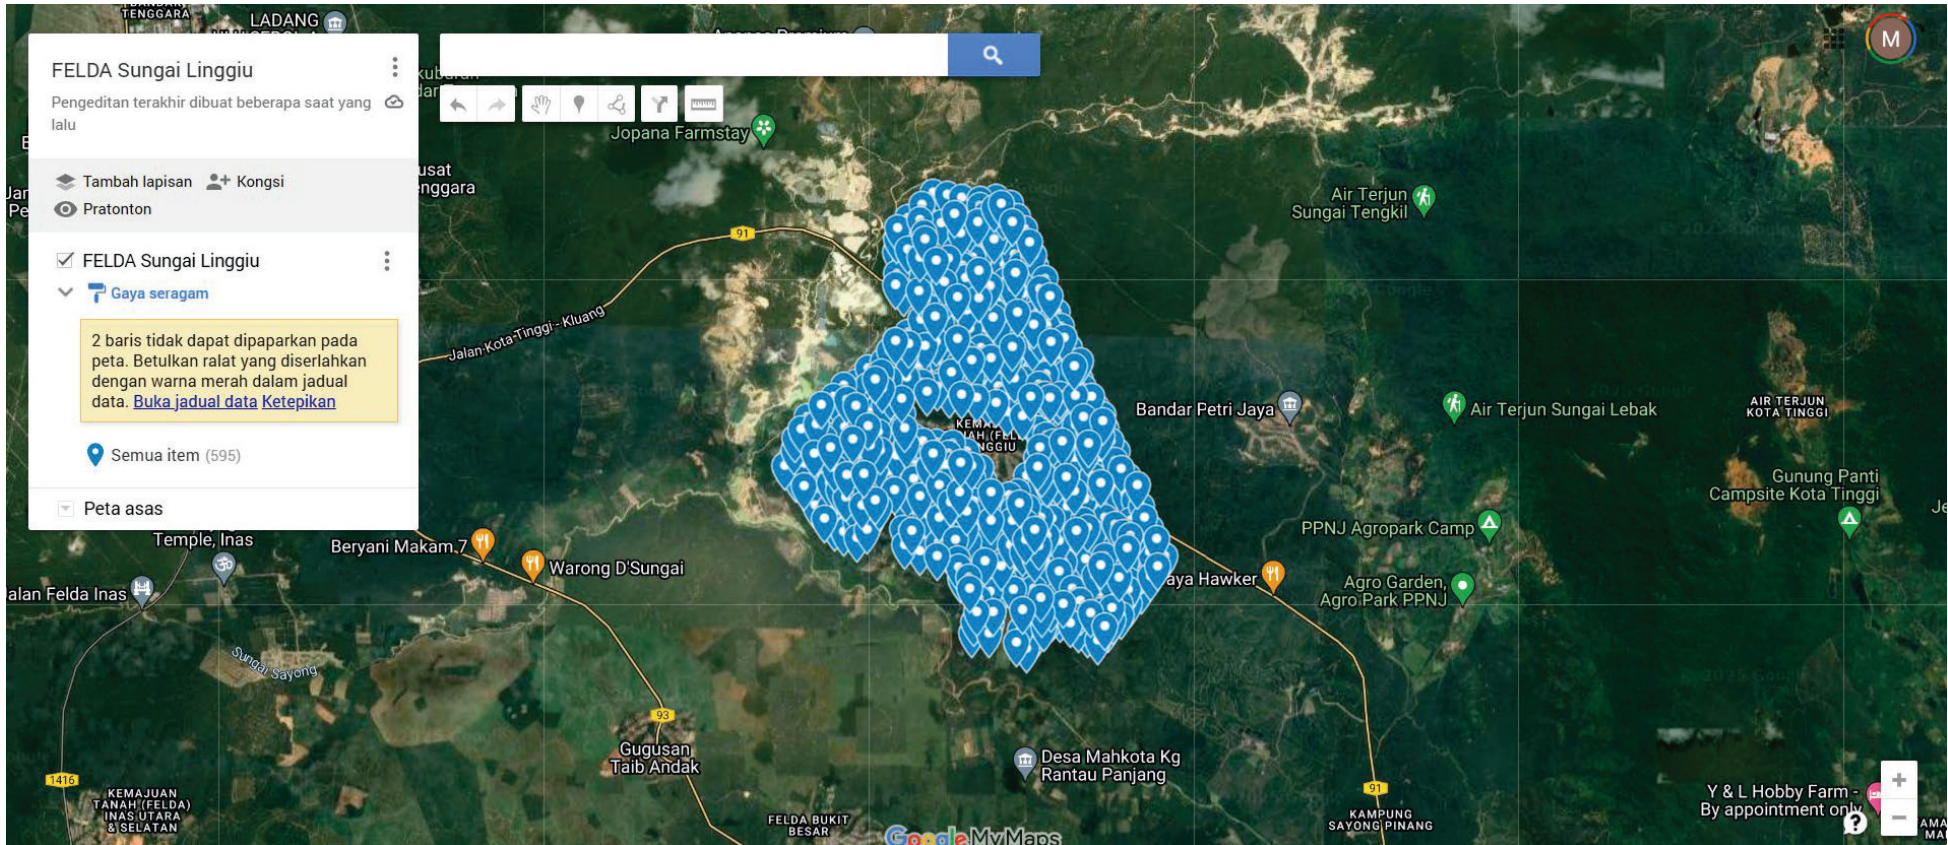 TENGGARA
LADANG
FELDA Sungai Linggiu
Pengeditan terakhir dibuat beberapa saat yang
lalu
Tambah lapisan
Kongsi
Pratonton
FELDA Sungai Linggiu
Gaya seragam
2 baris tidak dapat dipaparkan pada
peta. Betulkan ralat yang diserlahkan
dengan warna merah dalam jadual
data. Buka jadual data Ketepikan
Semua item (595)
Peta asas
M
Jopana Farmstay
usat
enggara
91
Jalan Kota Tinggi - Kluang
Air Terjun
Sungai Tengkil
Bandar Petri Jaya
Air Terjun Sungai Lebak
AIR TERJUN
KOTA TINGGI
NGGIU
Gunung Panti
Campsite Kota Tinggi
PPNJ Agropark Camp
aya Hawker
Agro Garden,
Agro Park PPNJ
Temple, Inas
Beryani Makam 7
Warong D'Sungai
alan Felda Inas
Sungai Sayong
93
Gugusan
Taib Andak
Desa Mahkota Kg
Rantau Panjang
1416
KEMAJUAN
TANAH (FELDA)
INAS UTARA
& SELATAN
FELDA BUKIT
BESAR
Google My Maps
91
KAMPUNG
SAYONG PINANG
Y & L Hobby Farm -
By appointment only